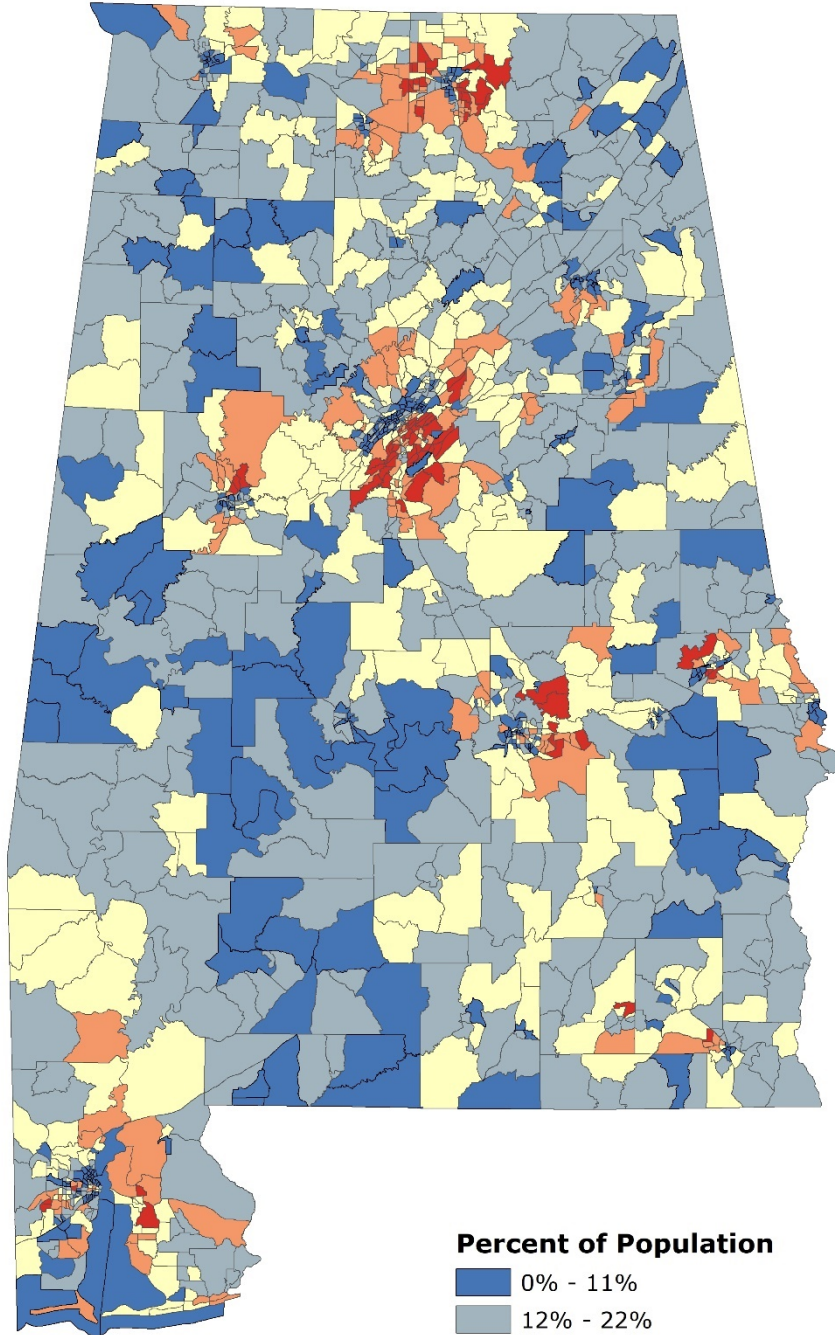 Percent of Population
0% - 11%
12% - 22%